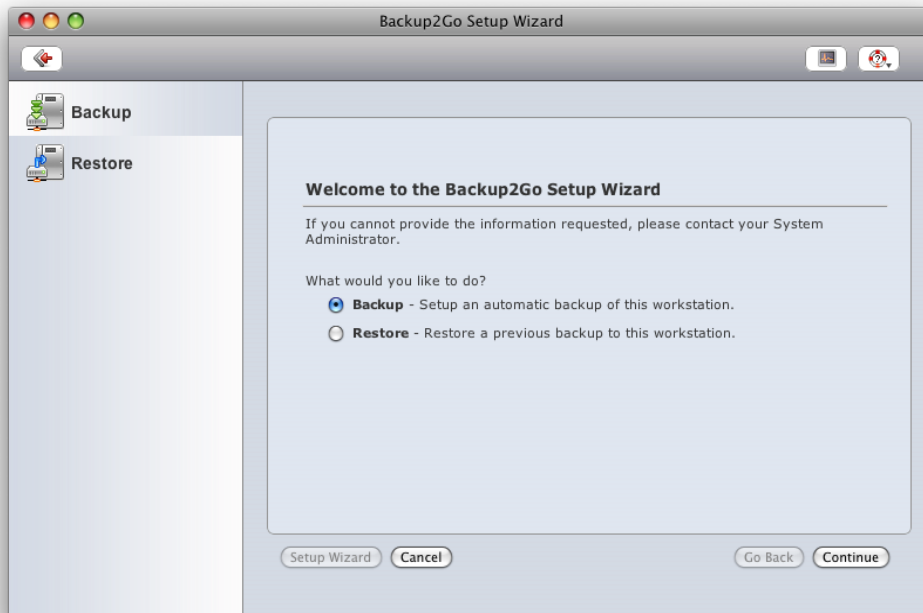 Backup2Go Setup Wizard
Backup
Restore
Welcome to the Backup2Go Setup Wizard
If you cannot provide the information requested, please contact your System
Administrator.
What would you like to do?
Backup - Setup an automatic backup of this workstation.
Restore - Restore a previous backup to this workstation.
Setup Wizard
Cancel
Go Back
Continue